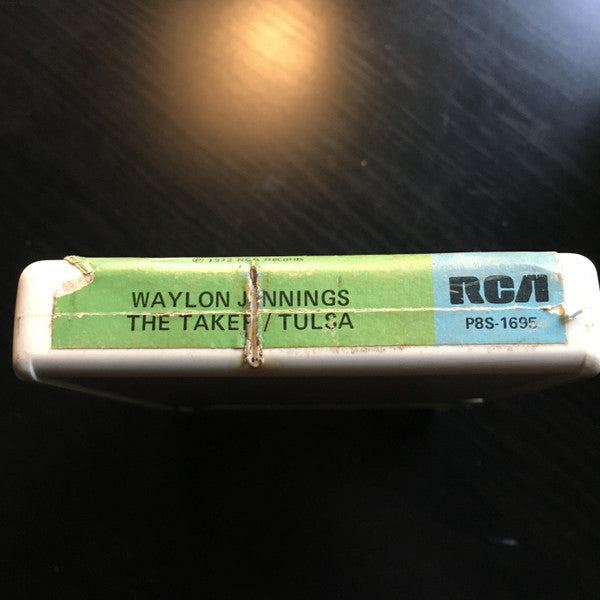 ℗ 1972 RCA Records
WAYLON JENNINGS
THE TAKER / TULSA
RCA
P8S-1695